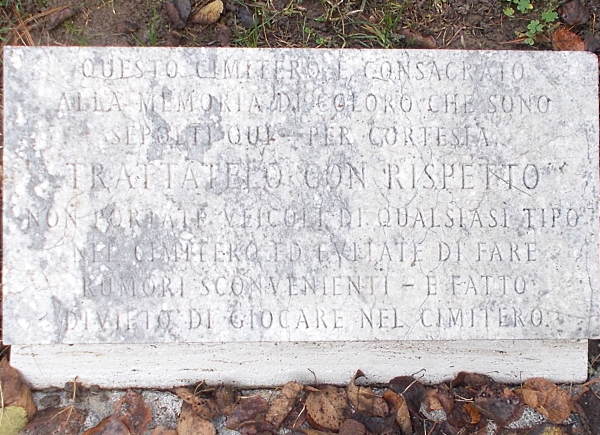 QUESTO CIMITERO E CONSACRATO
ALLA MEMORIA DI COLORO CHE SONO
SEPOLTI QUI - PER CORTESIA,
TRATTATELO CON RISPETTO
NON PORTATE VEICOLI DI QUALSIASI TIPO
NEL CIMITERO ED EVITATE DI FARE
RUMORI SCONVENIENTI - E FATTO
DIVIETO DI GIOCARE NEL CIMITERO.